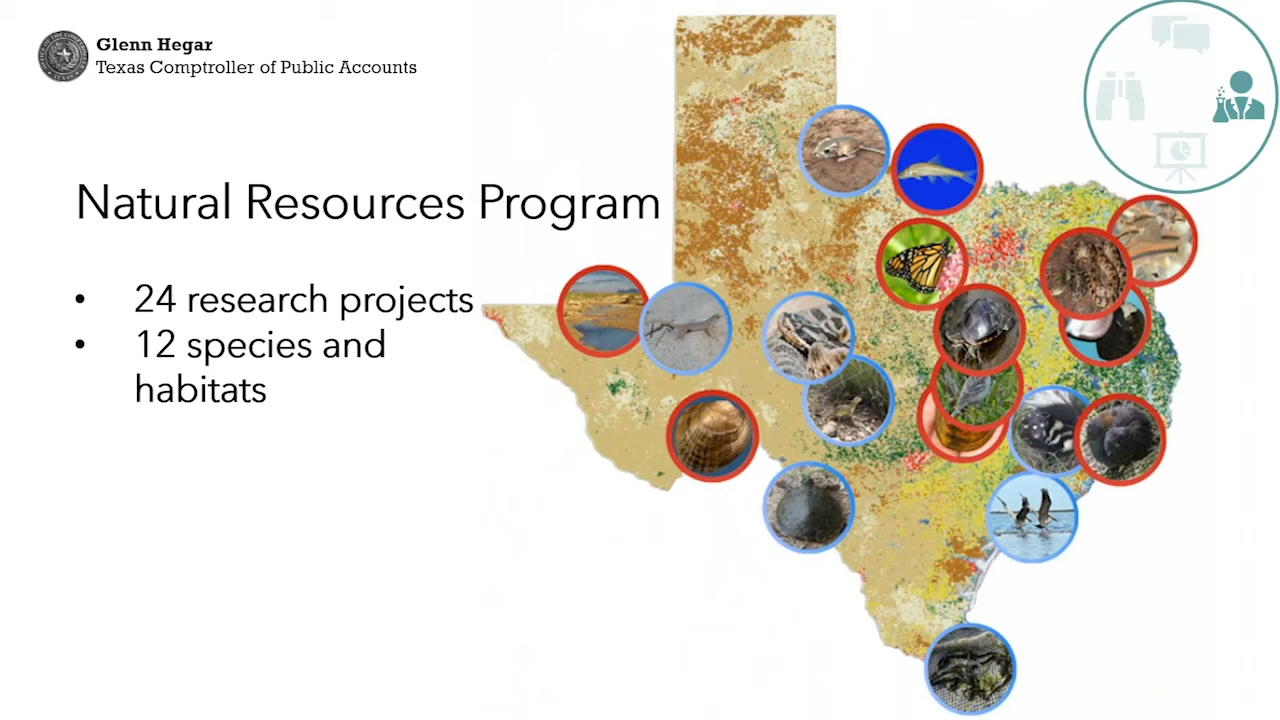 Glenn Hegar
Texas Comptroller of Public Accounts
Natural Resources Program
• 24 research projects
• 12 species and
habitats